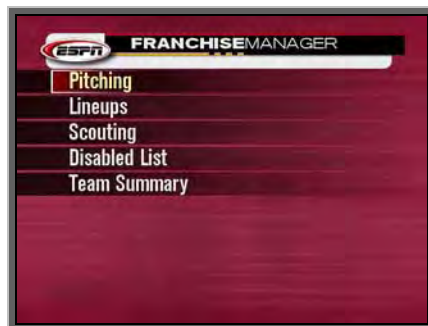 ESPN FRANCHISEMANAGER
Pitching
Lineups
Scouting
Disabled List
Team Summary